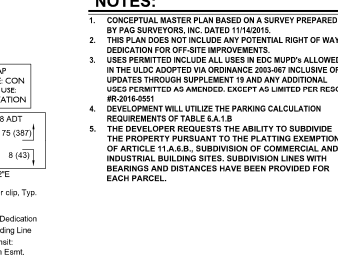 NOTES:
1. CONCEPTUAL MASTER PLAN BASED ON A SURVEY PREPARED
BY PAG SURVEYORS, INC. DATED 11/14/2015.
2. THIS PLAN DOES NOT INCLUDE ANY POTENTIAL RIGHT OF WAY
DEDICATION FOR OFF-SITE IMPROVEMENTS.
3. USES PERMITTED INCLUDE ALL USES IN EDC MUPD's ALLOWED
IN THE ULDC ADOPTED VIA ORDINANCE 2003-067 INCLUSIVE OF
UPDATES THROUGH SUPPLEMENT 19 AND ANY ADDITIONAL
USES PERMITTED AS AMENDED. EXCEPT AS LIMITED PER RESO
#R-2016-0551
4. DEVELOPMENT WILL UTILIZE THE PARKING CALCULATION
REQUIREMENTS OF TABLE 6.A.1.B
5. THE DEVELOPER REQUESTS THE ABILITY TO SUBDIVIDE
THE PROPERTY PURSUANT TO THE PLATTING EXEMPTION
OF ARTICLE 11.A.6.B., SUBDIVISION OF COMMERCIAL AND
INDUSTRIAL BUILDING SITES. SUBDIVISION LINES WITH
BEARINGS AND DISTANCES HAVE BEEN PROVIDED FOR
EACH PARCEL.
AP
: CON
USE:
ATION
8 ADT
75 (387)
8 (43)
2"E
r clip, Typ.
Dedication
ding Line
nsit:
n Esmt.